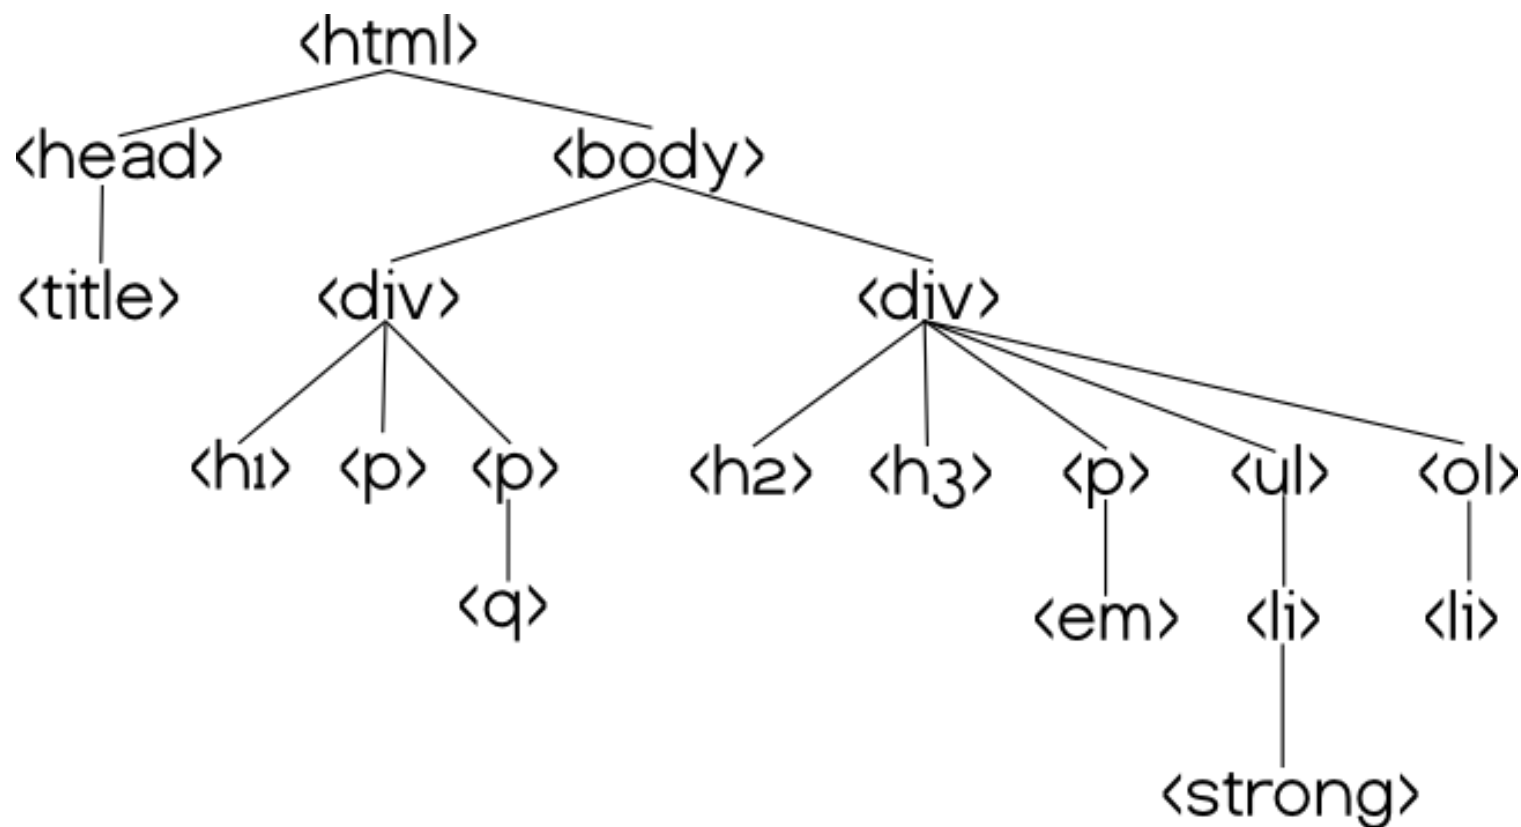 <html>
<head> <body>
<title> <div> <div>
<h1> <p> <p> <h2> <h3> <p> <ul> <ol>
<q> <em> <li> <li>
<strong>